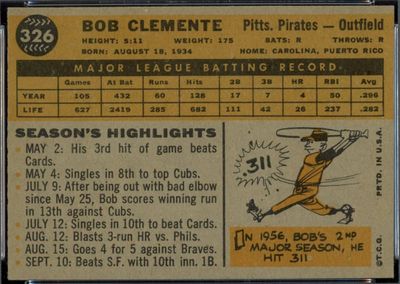 326
BOB CLEMENTE Pitts. Pirates — Outfield
HEIGHT: 5:11 WEIGHT: 175 BATS: R THROWS: R
BORN: AUGUST 18, 1934 HOME: CAROLINA, PUERTO RICO
MAJOR LEAGUE BATTING RECORD
Games At Bat Runs Hits 2B 3B HR RBI Avg.
YEAR 105 432 60 128 17 7 4 50 .296
LIFE 627 2419 285 682 111 42 26 237 .282
SEASON'S HIGHLIGHTS
• MAY 2: His 3rd hit of game beats
Cards.
• MAY 4: Singles in 8th to top Cubs.
• JULY 9: After being out with bad elbow
since May 25, Bob scores winning run
in 13th against Cubs.
• JULY 12: Singles in 10th to beat Cards.
• AUG. 12: Blasts 3-run HR vs. Phils.
• AUG. 15: Goes 4 for 5 against Braves.
• SEPT. 10: Beats S.F. with 10th inn. 1B.
.311
IN 1956, BOB'S 2ND
MAJOR SEASON, HE
HIT 311
©T.C.G. PRTD. IN U.S.A.